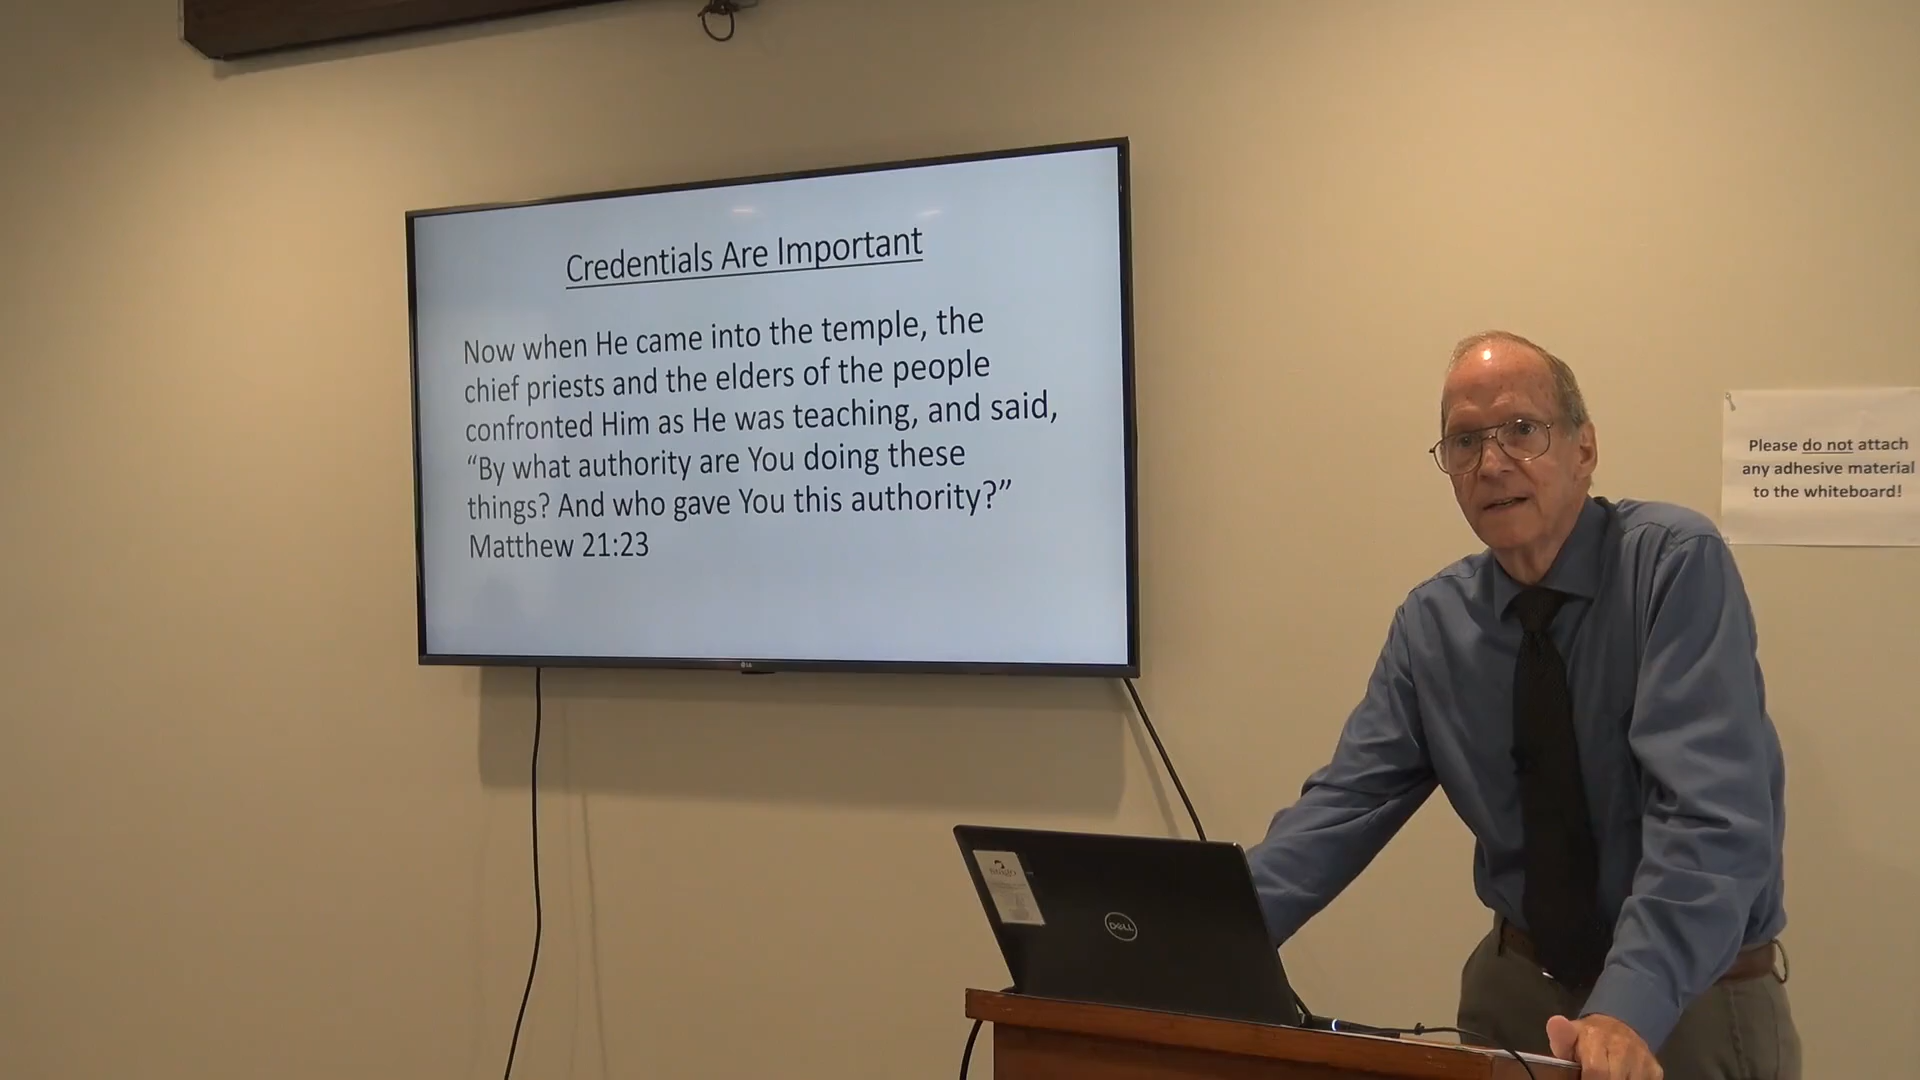 Credentials Are Important
Now when He came into the temple, the
chief priests and the elders of the people
confronted Him as He was teaching, and said,
“By what authority are You doing these
things? And who gave You this authority?”
Matthew 21:23
Please do not attach
any adhesive material
to the whiteboard!
LG
DELL